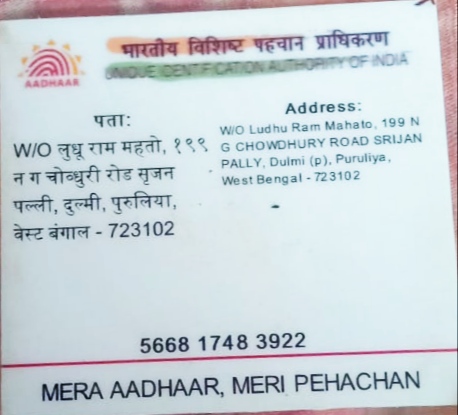 भारतीय विशिष्ट पहचान प्राधिकरण
UNIQUE IDENTIFICATION AUTHORITY OF INDIA
AADHAAR
पता:
W/O लुधू राम महतो, १९९
न ग चोव्धुरी रोड सृजन
पल्ली, दुल्मी, पुरुलिया,
वेस्ट बंगाल - 723102
Address:
W/O Ludhu Ram Mahato, 199 N
G CHOWDHURY ROAD SRIJAN
PALLY, Dulmi (p), Puruliya,
West Bengal - 723102
5668 1748 3922
MERA AADHAAR, MERI PEHACHAN